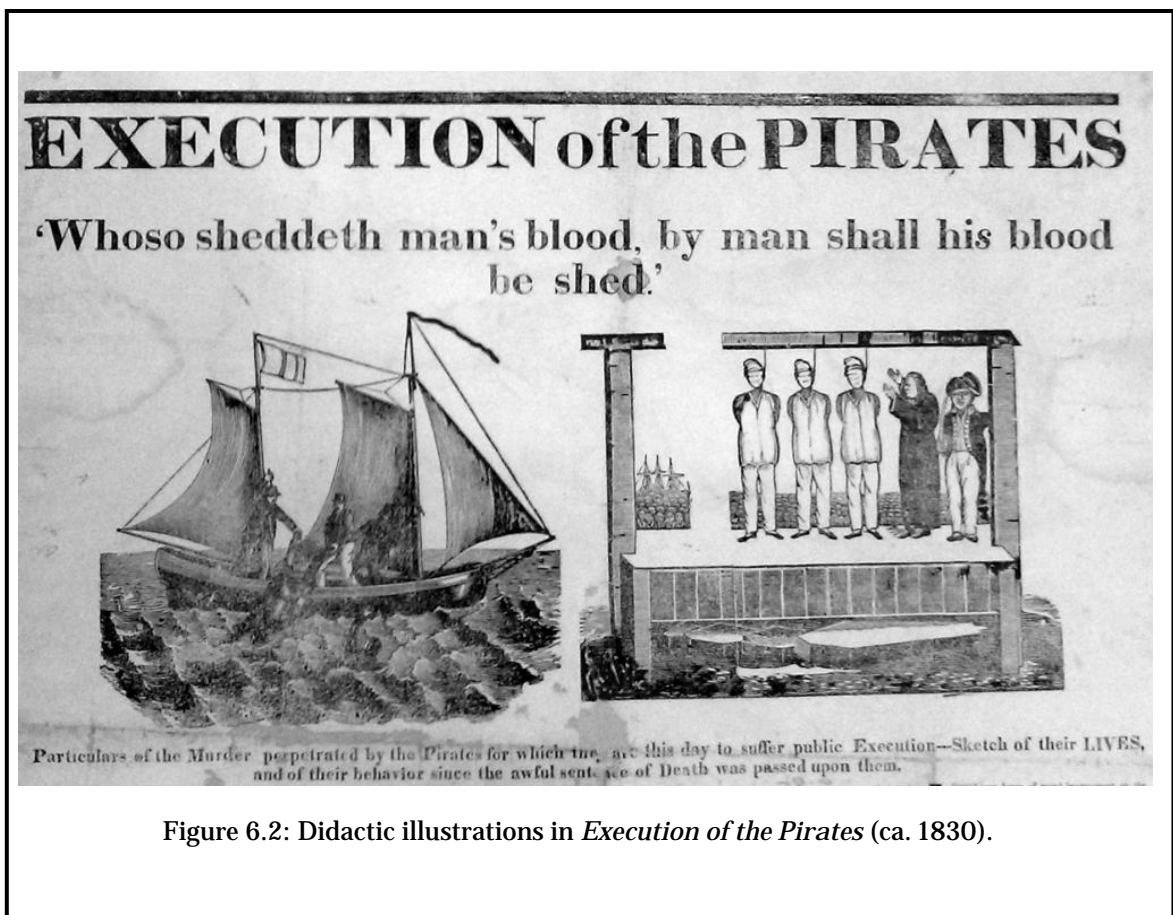 EXECUTION of the PIRATES
‘Whoso sheddeth man's blood, by man shall his blood
be shed.’
Particulars of the Murder perpetrated by the Pirates for which are this day to suffer public Execution—Sketch of their LIVES,
and of their behavior since the awful sentence of Death was passed upon them.
Figure 6.2: Didactic illustrations in Execution of the Pirates (ca. 1830).